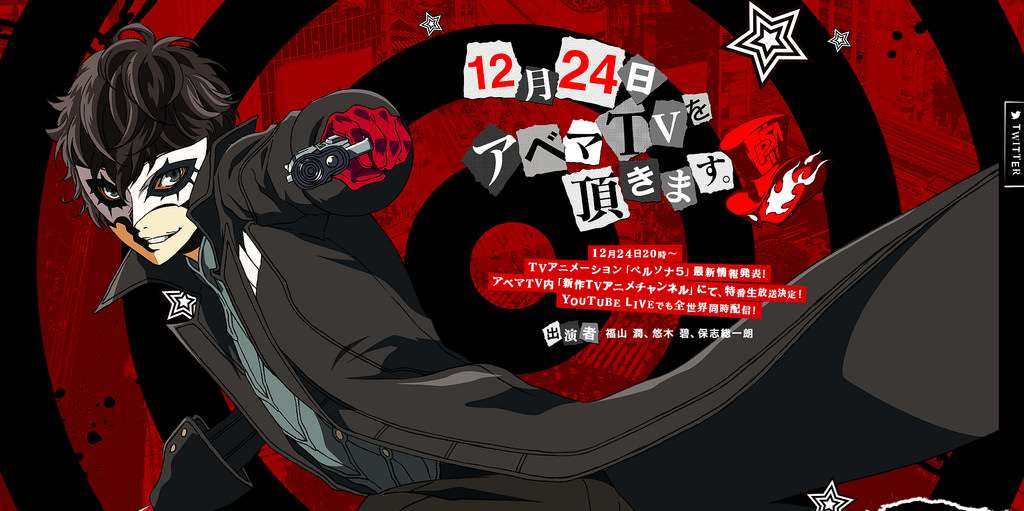 12月24日
アベマTVを
頂きます。
12月24日20時〜
TVアニメーション「ペルソナ5」最新情報発表!
アベマTV内「新作TVアニメチャンネル」にて、特番生放送決定!
YOUTUBE LIVEでも全世界同時配信!
出演者 福山 潤、悠木 碧、保志総一朗
TWITTER